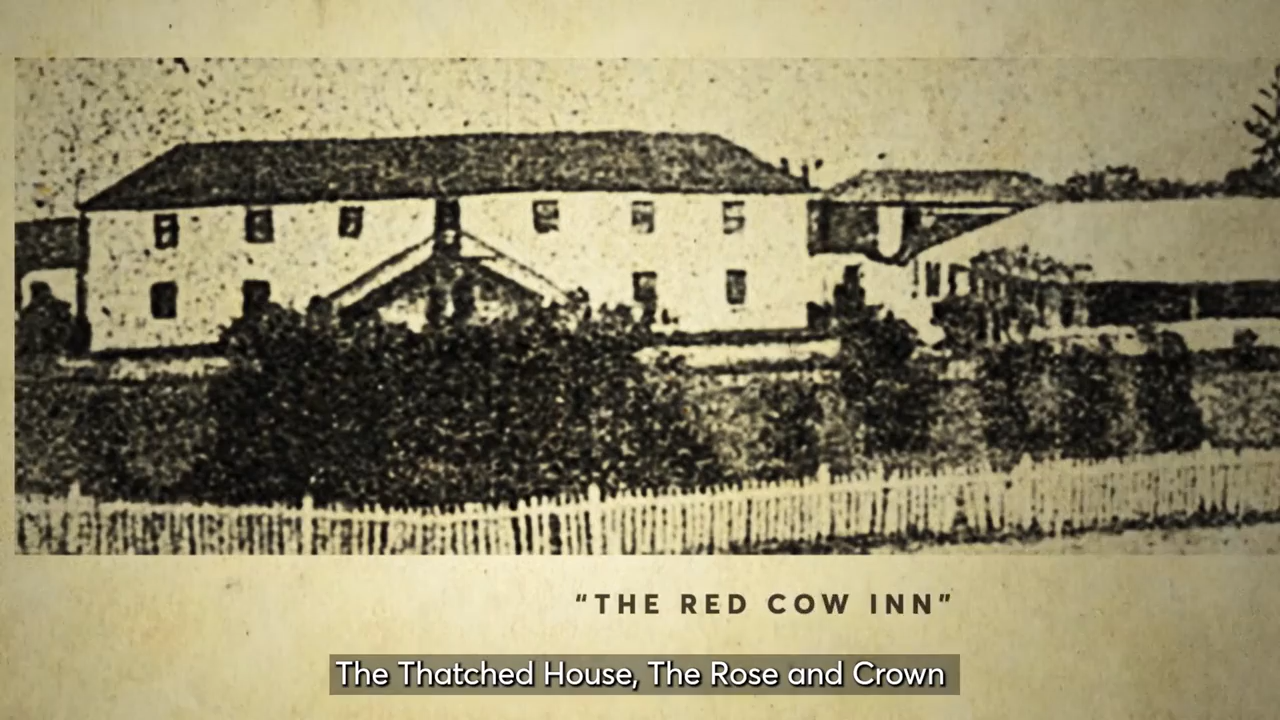 “THE RED COW INN”
The Thatched House, The Rose and Crown